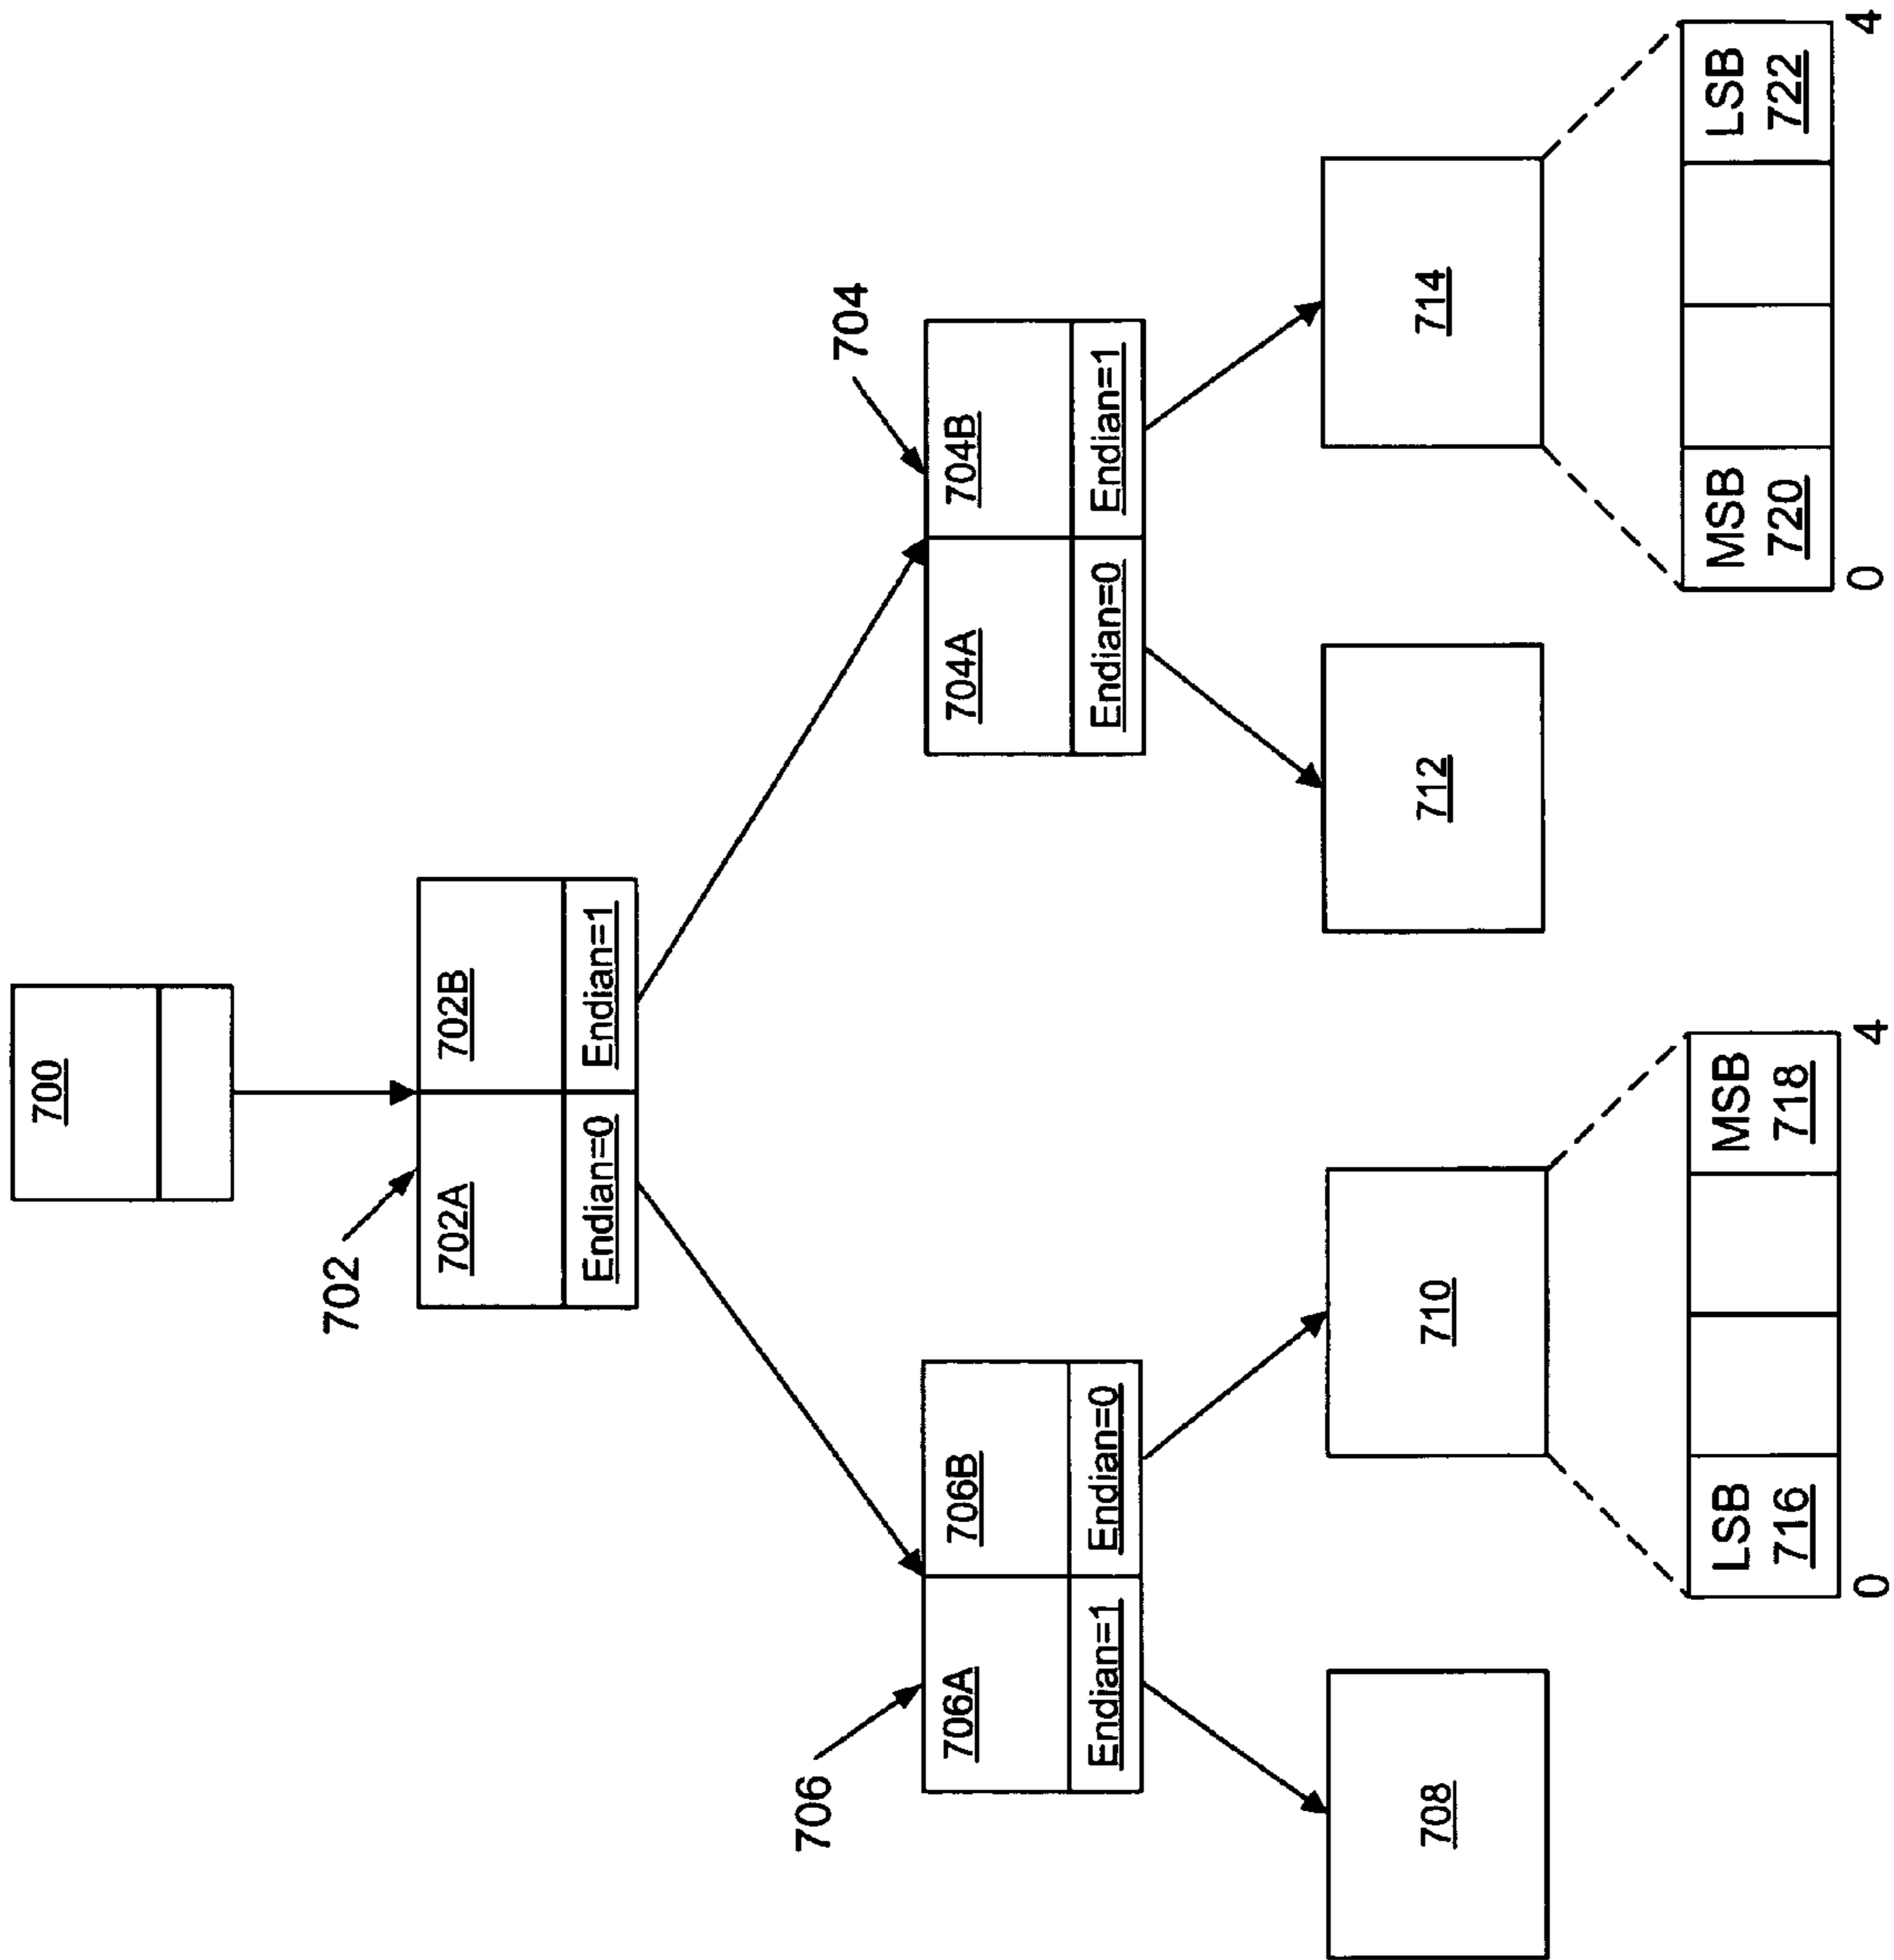 700
702
702A
702B
Endian=0
Endian=1
706
704
706A
706B
704A
704B
Endian=1
Endian=0
Endian=0
Endian=1
708
710
712
714
LSB
716
MSB
718
MSB
720
LSB
722
0
4
0
4